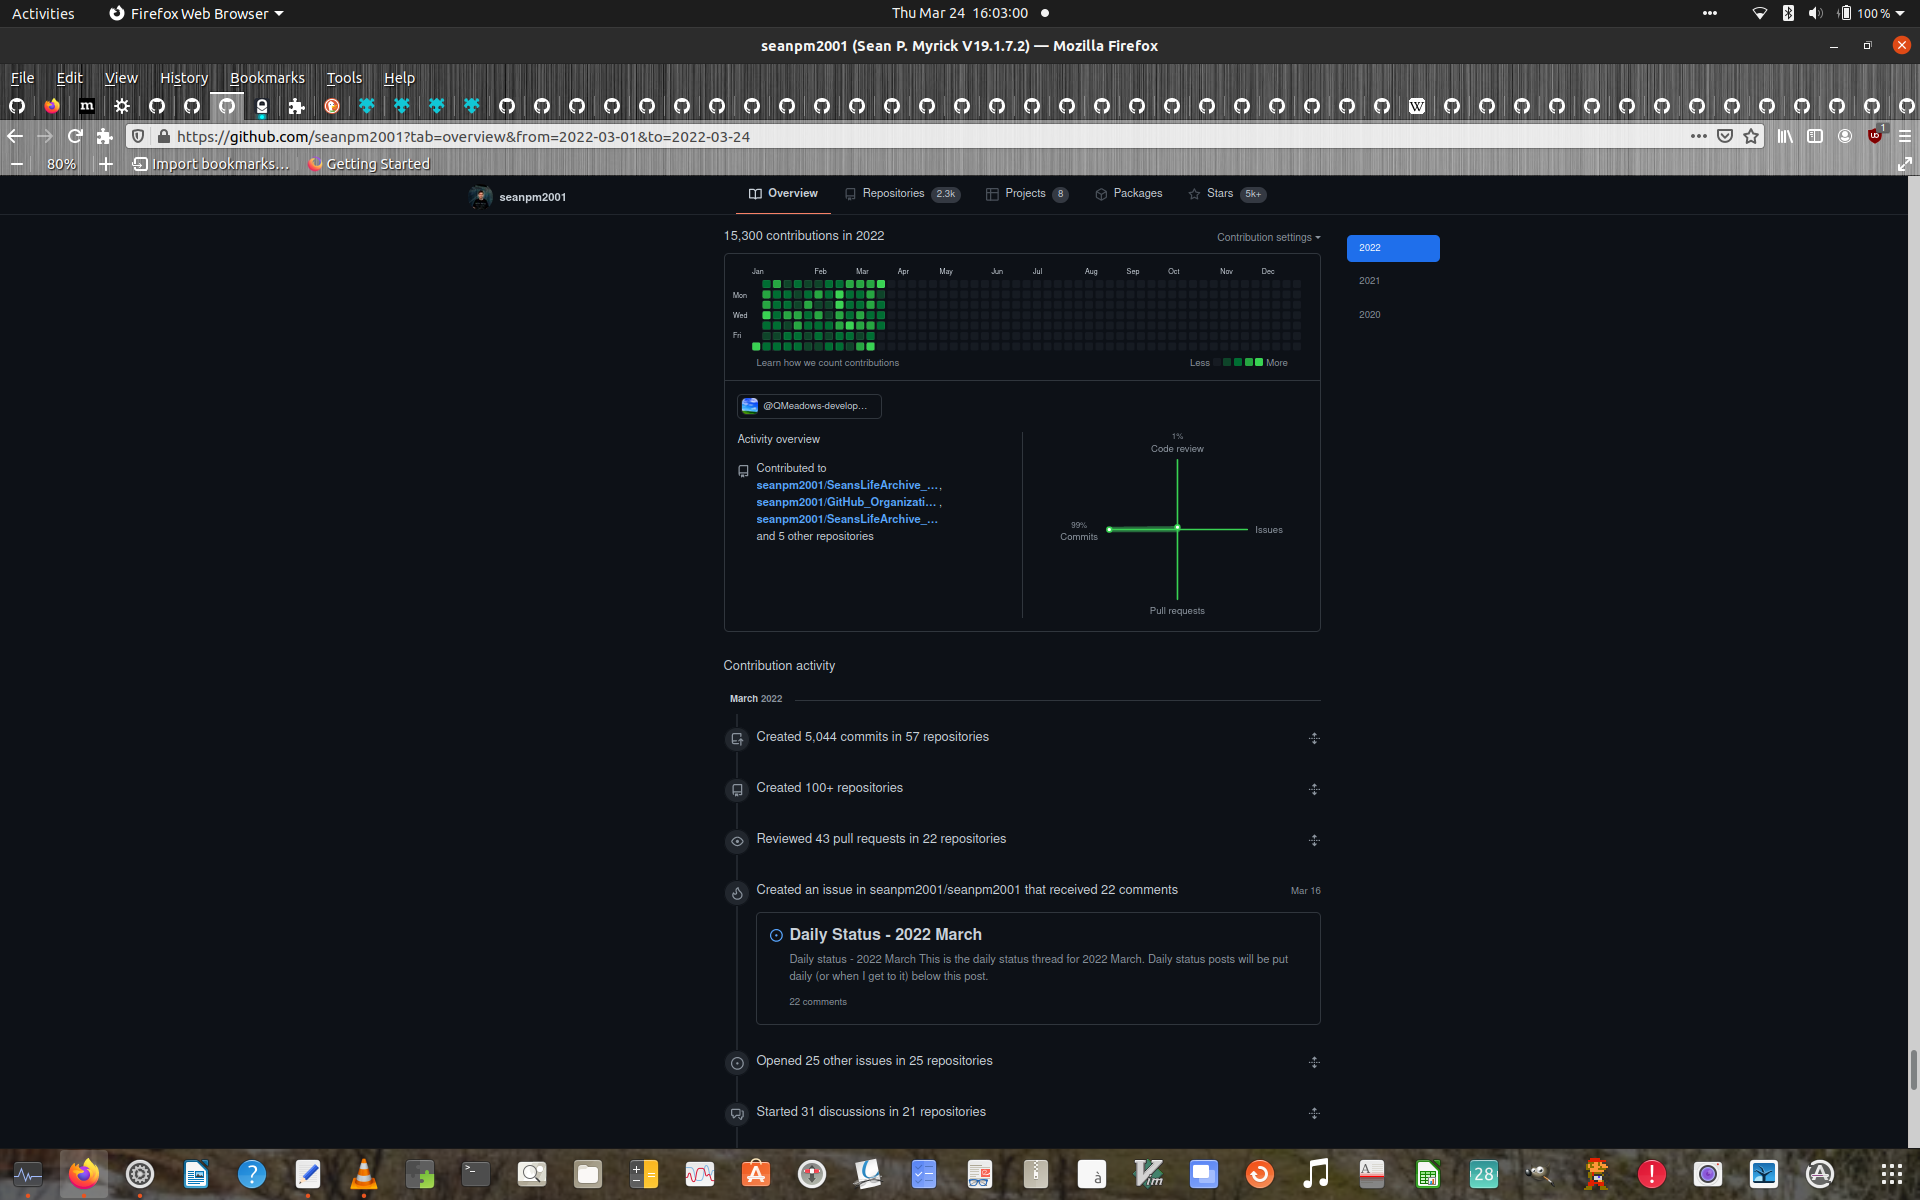 Activities
Firefox Web Browser
Thu Mar 24 16:03:00
100 %
seanpm2001 (Sean P. Myrick V19.1.7.2) — Mozilla Firefox
File Edit View History Bookmarks Tools Help
https://github.com/seanpm2001?tab=overview&from=2022-03-01&to=2022-03-24
80%
Import bookmarks...
Getting Started
seanpm2001
Overview
Repositories 2.3k
Projects 8
Packages
Stars 5k+
15,300 contributions in 2022
Contribution settings
2022
2021
2020
Jan Feb Mar Apr May Jun Jul Aug Sep Oct Nov Dec
Mon
Wed
Fri
Learn how we count contributions
Less More
@QMeadows-develop...
Activity overview
Contributed to
seanpm2001/SeansLifeArchive_...,
seanpm2001/GitHub_Organizati... ,
seanpm2001/SeansLifeArchive_...
and 5 other repositories
1%
Code review
99%
Commits
Issues
Pull requests
Contribution activity
March 2022
Created 5,044 commits in 57 repositories
Created 100+ repositories
Reviewed 43 pull requests in 22 repositories
Created an issue in seanpm2001/seanpm2001 that received 22 comments
Mar 16
Daily Status - 2022 March
Daily status - 2022 March This is the daily status thread for 2022 March. Daily status posts will be put
daily (or when I get to it) below this post.
22 comments
Opened 25 other issues in 25 repositories
Started 31 discussions in 21 repositories
28